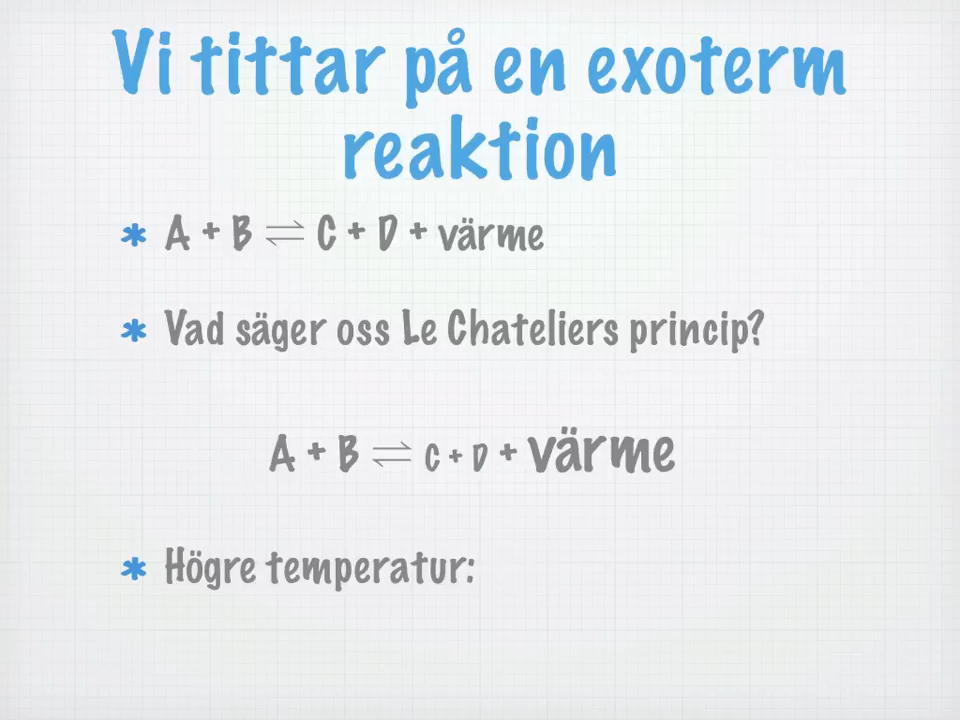 Vi tittar på en exoterm
reaktion
* A + B ⇌ C + D + värme
* Vad säger oss Le Chateliers princip?
A + B ⇌ C + D + värme
* Högre temperatur: